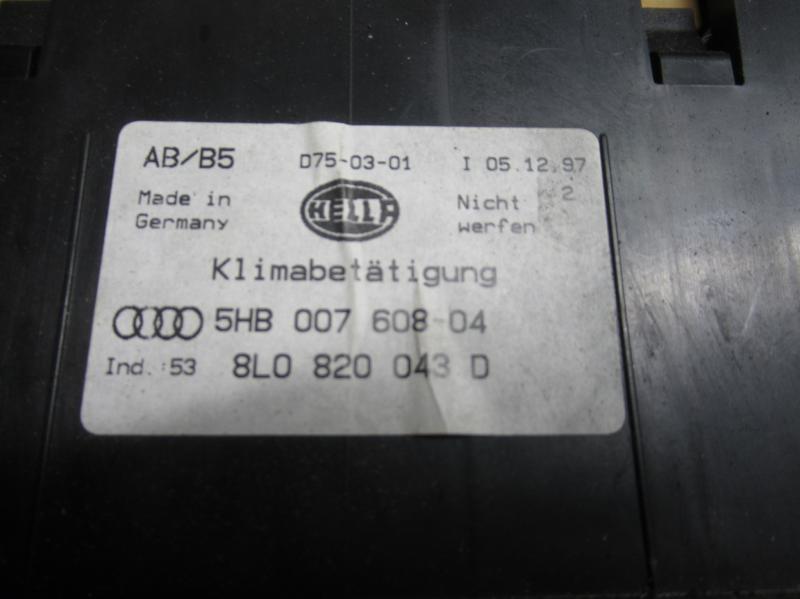 AB/B5 D75-03-01 I 05.12.97
Made in Germany HELLA Nicht werfen 2
Klimabetätigung
5HB 007 608-04
Ind.:53 8L0 820 043 D